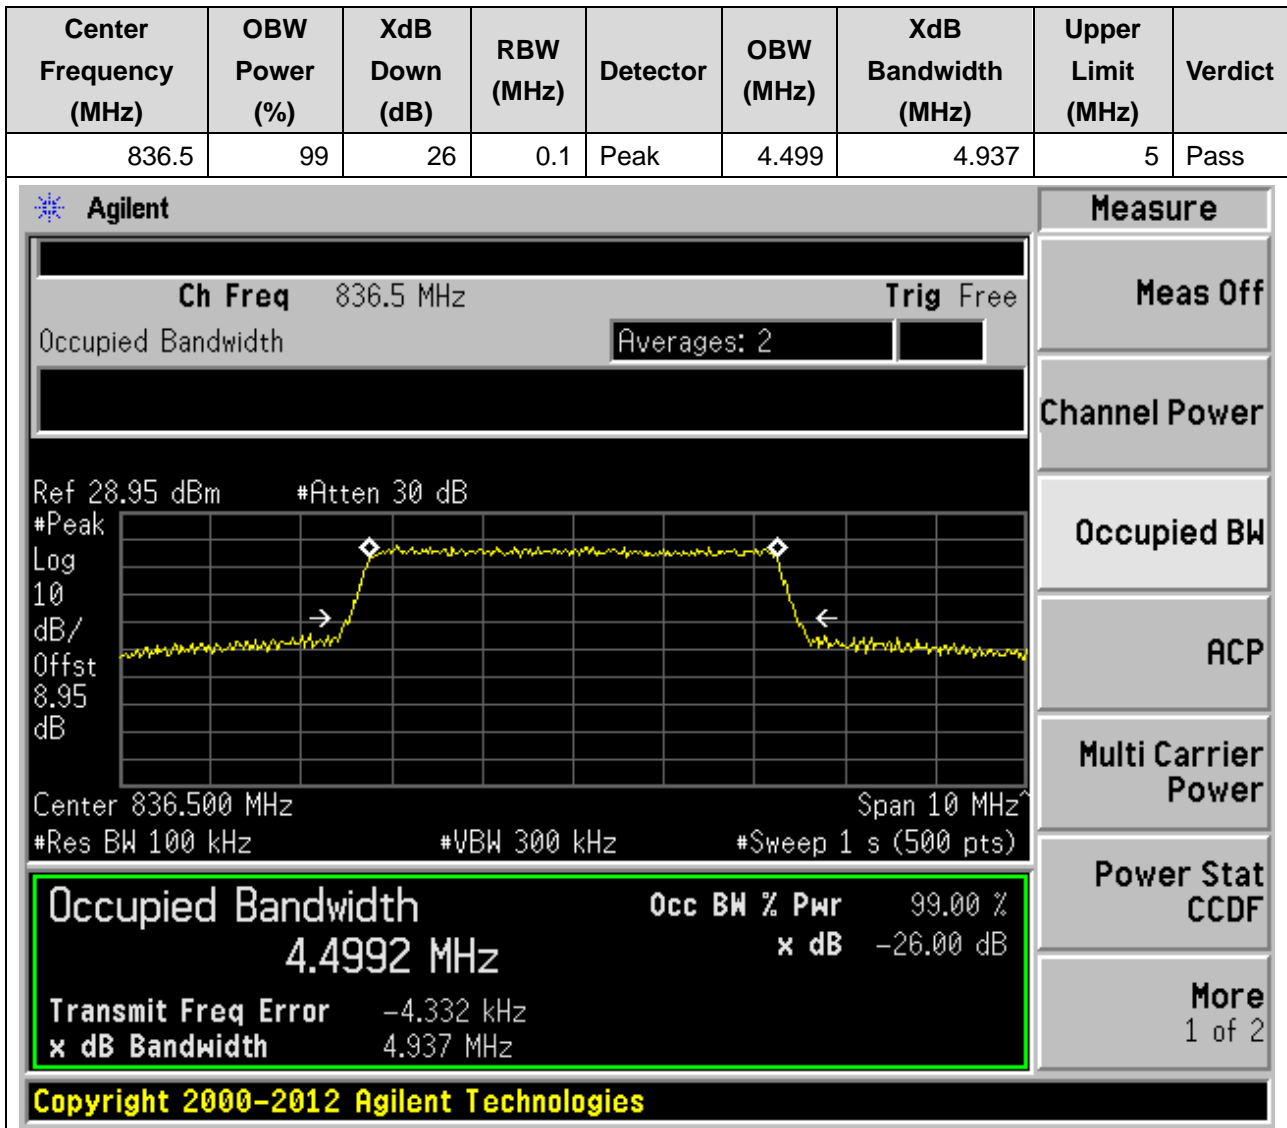 Center Frequency (MHz) OBW Power (%) XdB Down (dB) RBW (MHz) Detector OBW (MHz) XdB Bandwidth (MHz) Upper Limit (MHz) Verdict
836.5 99 26 0.1 Peak 4.499 4.937 5 Pass
Agilent
Measure
Ch Freq 836.5 MHz Trig Free
Meas Off
Occupied Bandwidth Averages: 2
Channel Power
Ref 28.95 dBm #Atten 30 dB
#Peak
Log
10
dB/
Offst
8.95
dB
Occupied BW
ACP
Multi Carrier
Power
Center 836.500 MHz Span 10 MHz^
#Res BW 100 kHz #VBW 300 kHz #Sweep 1 s (500 pts)
Power Stat
CCDF
Occupied Bandwidth Occ BW % Pwr 99.00 %
4.4992 MHz x dB -26.00 dB
Transmit Freq Error -4.332 kHz
x dB Bandwidth 4.937 MHz
More
1 of 2
Copyright 2000-2012 Agilent Technologies